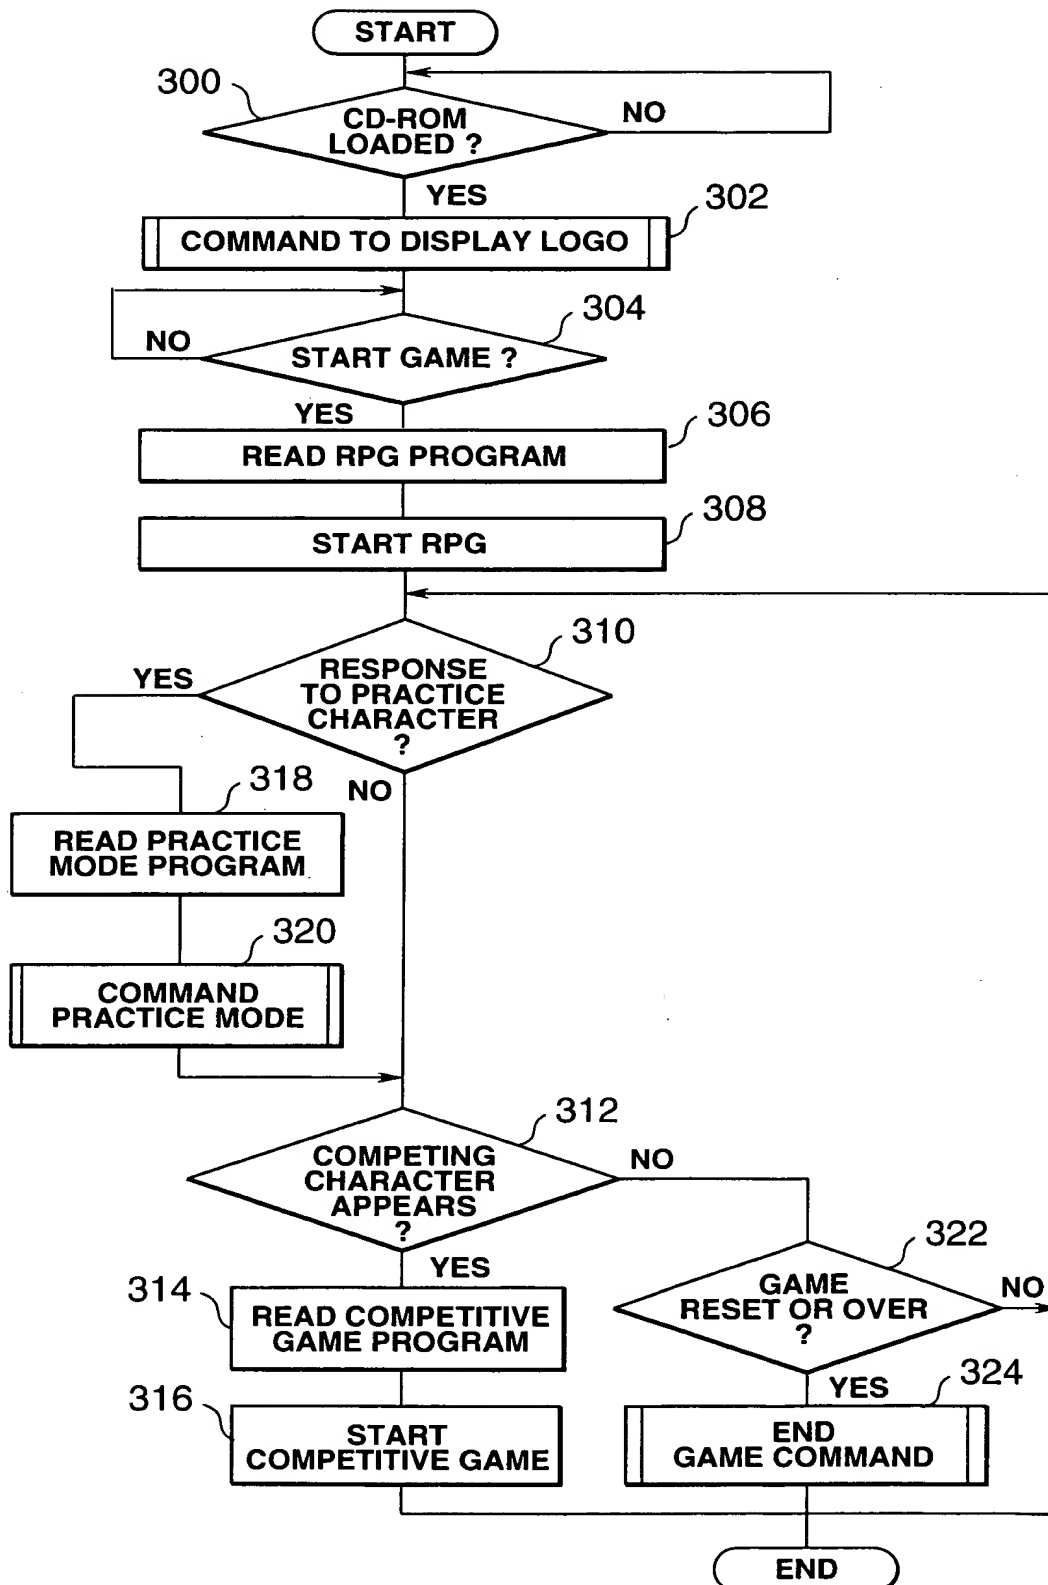 START
300
CD-ROM
LOADED ?
NO
YES
302
COMMAND TO DISPLAY LOGO
304
NO
START GAME ?
YES
306
READ RPG PROGRAM
308
START RPG
310
YES
RESPONSE
TO PRACTICE
CHARACTER
?
NO
318
READ PRACTICE
MODE PROGRAM
320
COMMAND
PRACTICE MODE
312
COMPETING
CHARACTER
APPEARS
?
NO
YES
322
GAME
RESET OR OVER
?
NO
314
READ COMPETITIVE
GAME PROGRAM
YES
324
316
START
COMPETITIVE GAME
END
GAME COMMAND
END